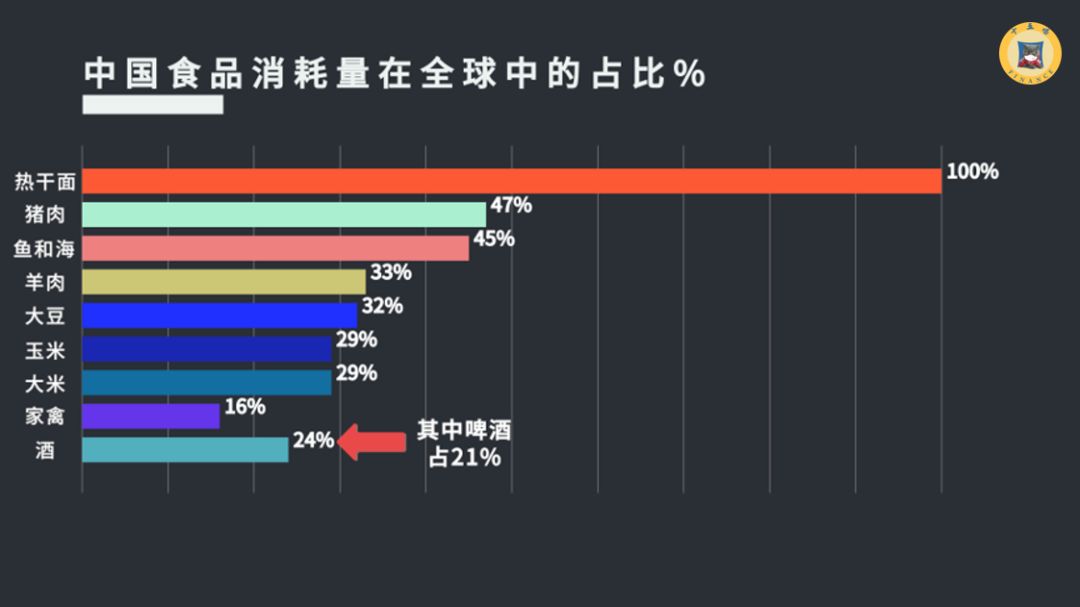 中国食品消耗量在全球中的占比%
热干面 100%
猪肉 47%
鱼和海 45%
羊肉 33%
大豆 32%
玉米 29%
大米 29%
家禽 16%
酒 24%
其中啤酒
占21%
FINANCE